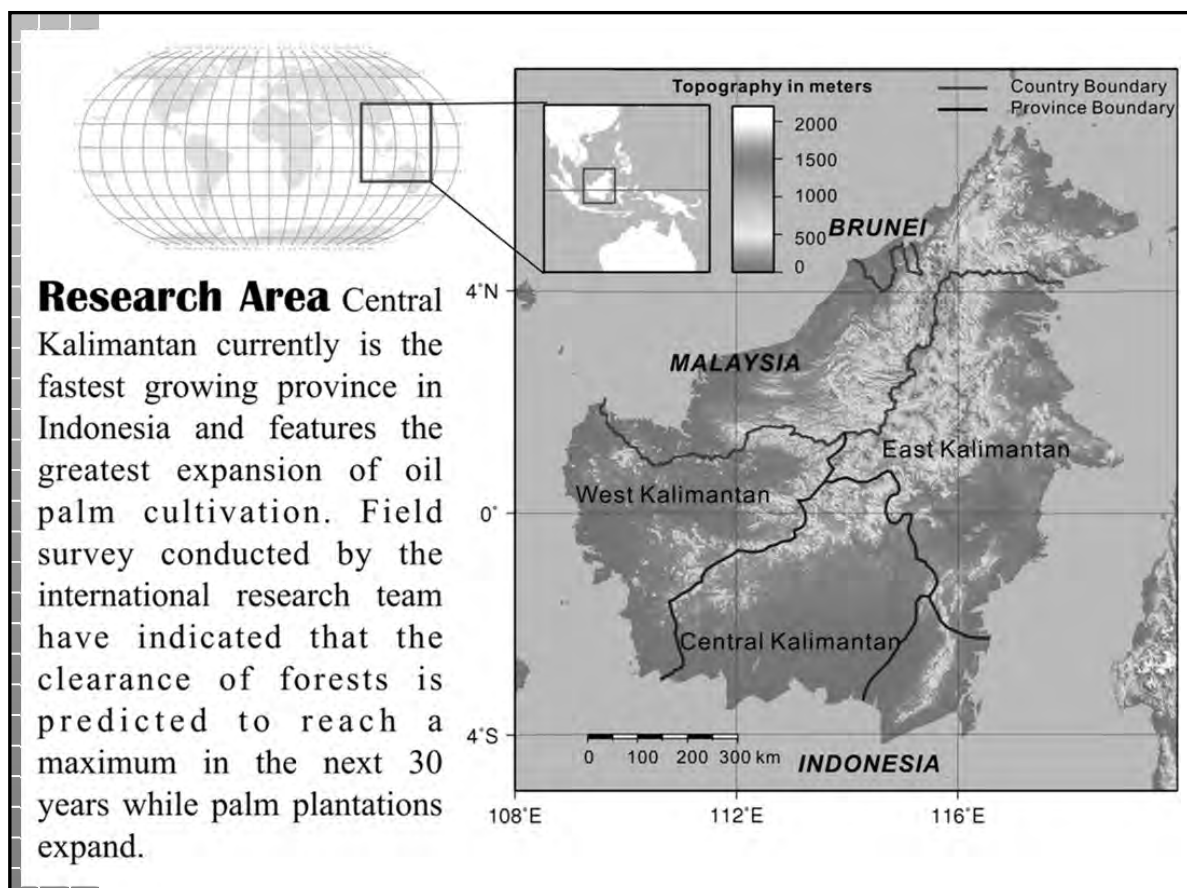 Research Area Central
Kalimantan currently is the
fastest growing province in
Indonesia and features the
greatest expansion of oil
palm cultivation. Field
survey conducted by the
international research team
have indicated that the
clearance of forests is
predicted to reach a
maximum in the next 30
years while palm plantations
expand.
Topography in meters
2000
1500
1000
500
0
Country Boundary
Province Boundary
BRUNEI
4°N
MALAYSIA
East Kalimantan
West Kalimantan
0°
Central Kalimantan
4°S
0 100 200 300 km
INDONESIA
108°E 112°E 116°E